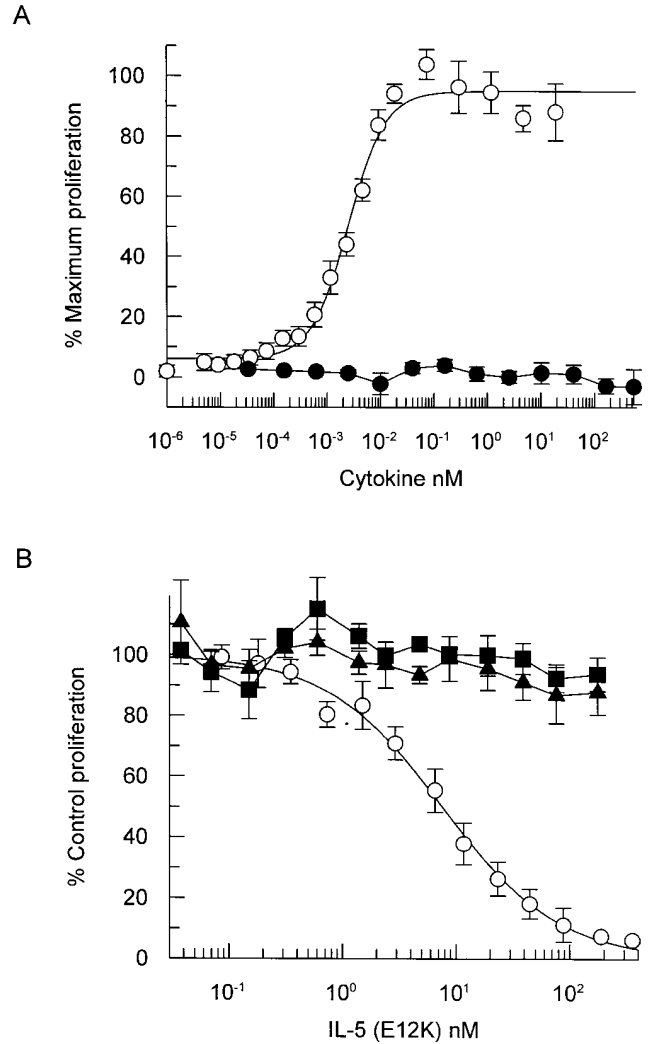 A
% Maximum proliferation
100
80
60
40
20
0
10⁻⁶ 10⁻⁵ 10⁻⁴ 10⁻³ 10⁻² 10⁻¹ 10⁰ 10¹ 10²
Cytokine nM
B
% Control proliferation
100
80
60
40
20
0
10⁻¹ 10⁰ 10¹ 10²
IL-5 (E12K) nM